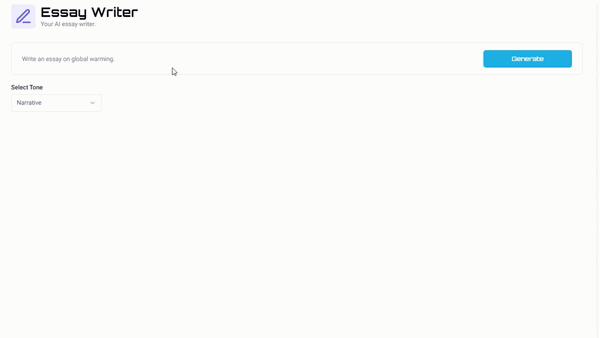 Essay Writer
Your AI essay writer.
Write an essay on global warming.
Generate
Select Tone
Narrative